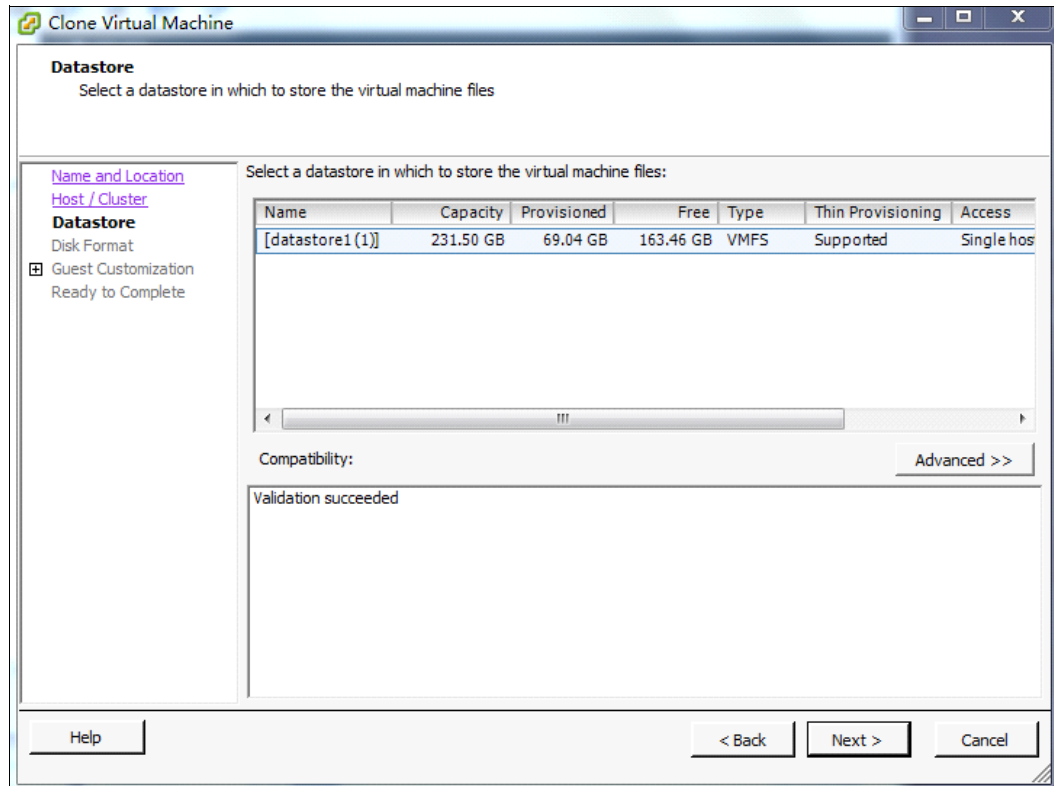 Clone Virtual Machine
Datastore
Select a datastore in which to store the virtual machine files
Name and Location
Host / Cluster
Datastore
Disk Format
Guest Customization
Ready to Complete
Select a datastore in which to store the virtual machine files:
Name Capacity Provisioned Free Type Thin Provisioning Access
[datastore1 (1)] 231.50 GB 69.04 GB 163.46 GB VMFS Supported Single hos
Compatibility:
Advanced >>
Validation succeeded
Help
< Back
Next >
Cancel